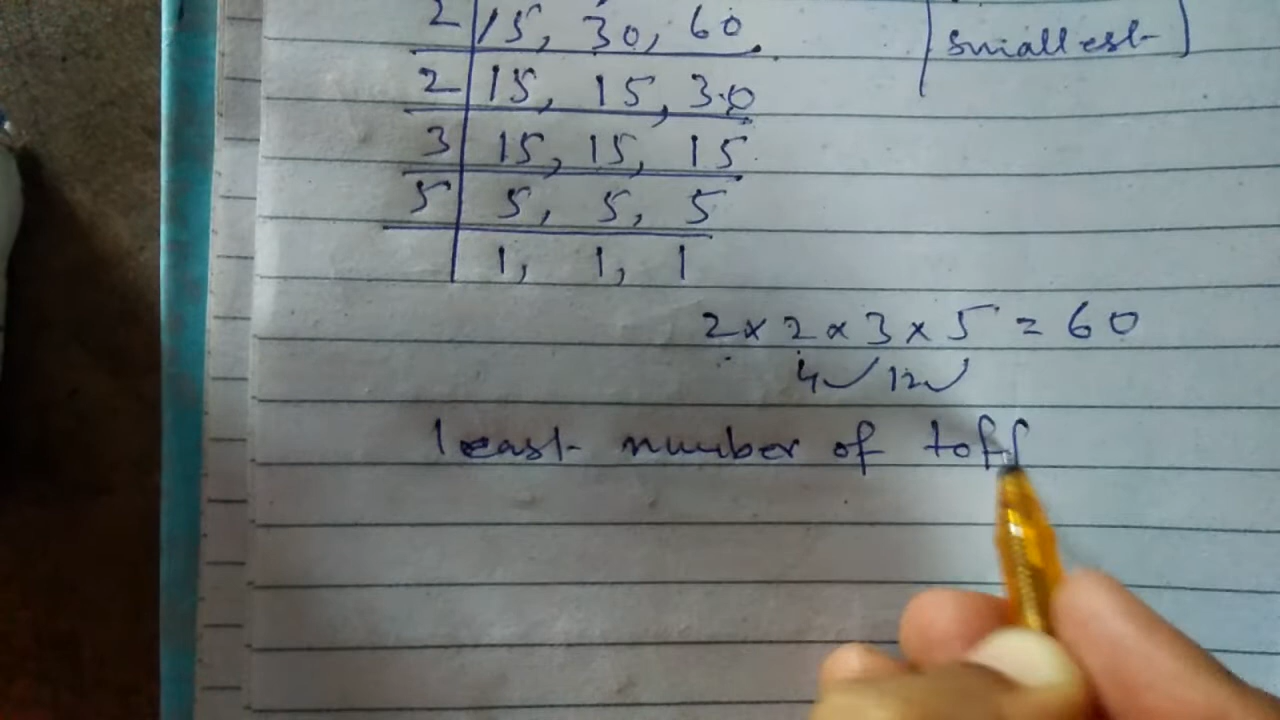 2 | 15, 30, 60
smallest
2 | 15, 15, 30
3 | 15, 15, 15
5 | 5, 5, 5
1, 1, 1
2 × 2 × 3 × 5 = 60
4 12
least number of toff